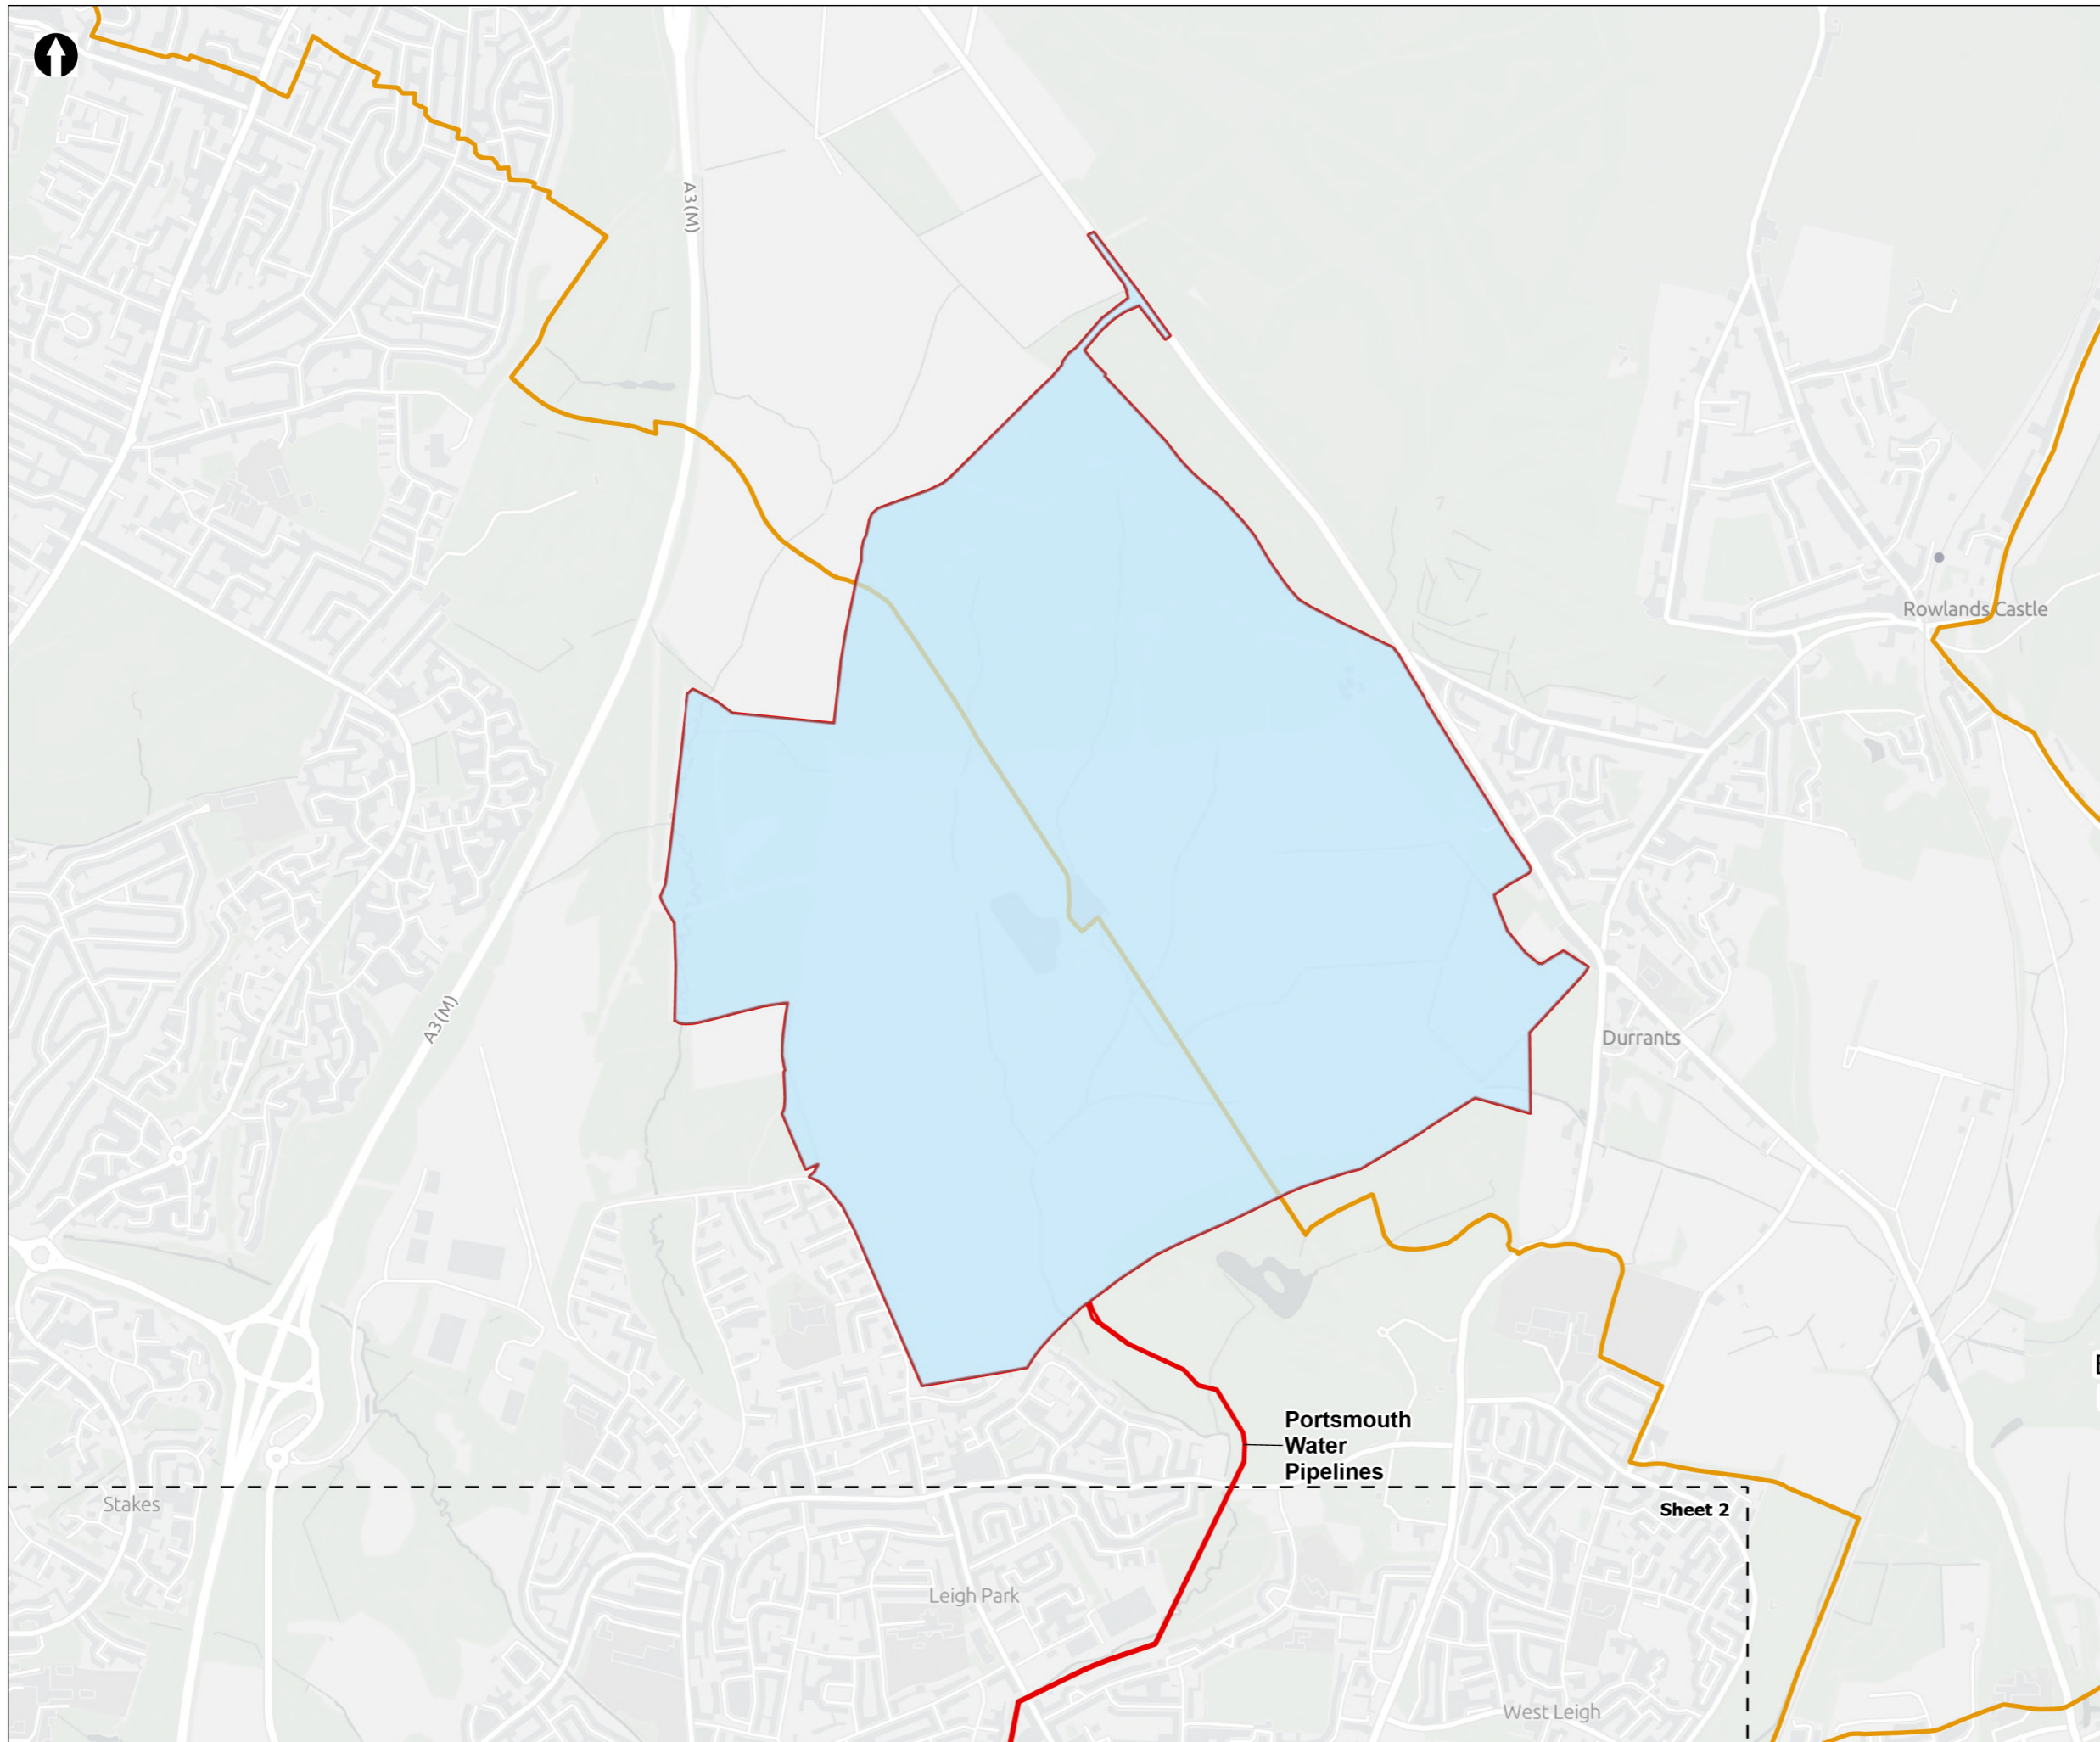 A3(M)
Rowlands Castle
A3(M)
Durrants
Portsmouth
Water
Pipelines
Stakes
Sheet 2
Leigh Park
West Leigh